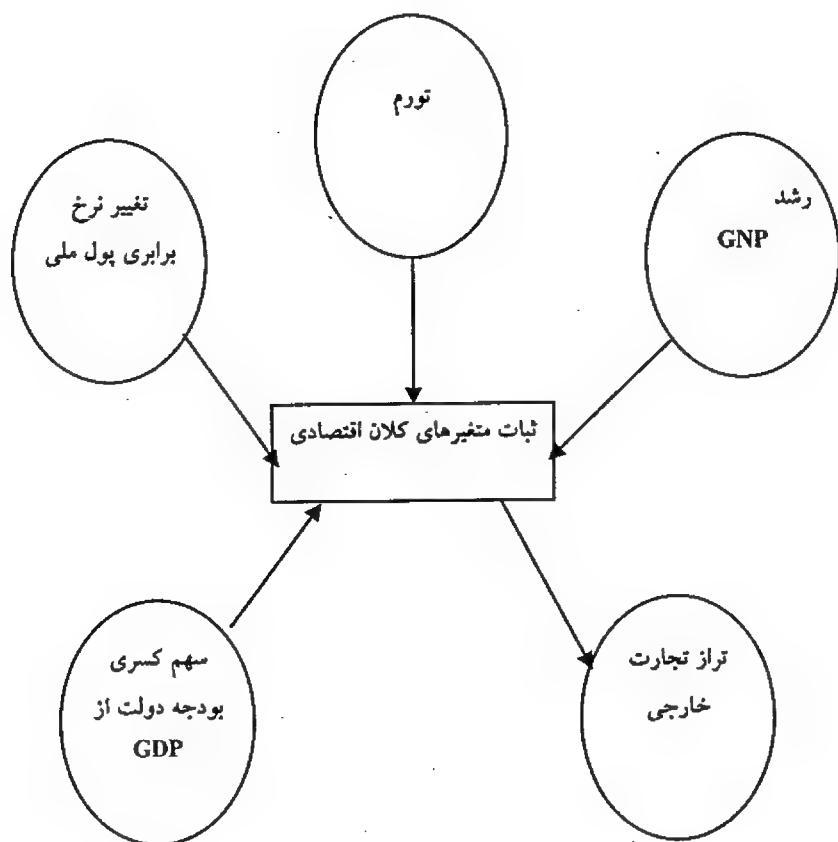 تورم
رشد
GNP
تغییر نرخ
برابری پول ملی
ثبات متغیرهای کلان اقتصادی
تراز تجارت
خارجی
سهم کسری
بودجه دولت از
GDP